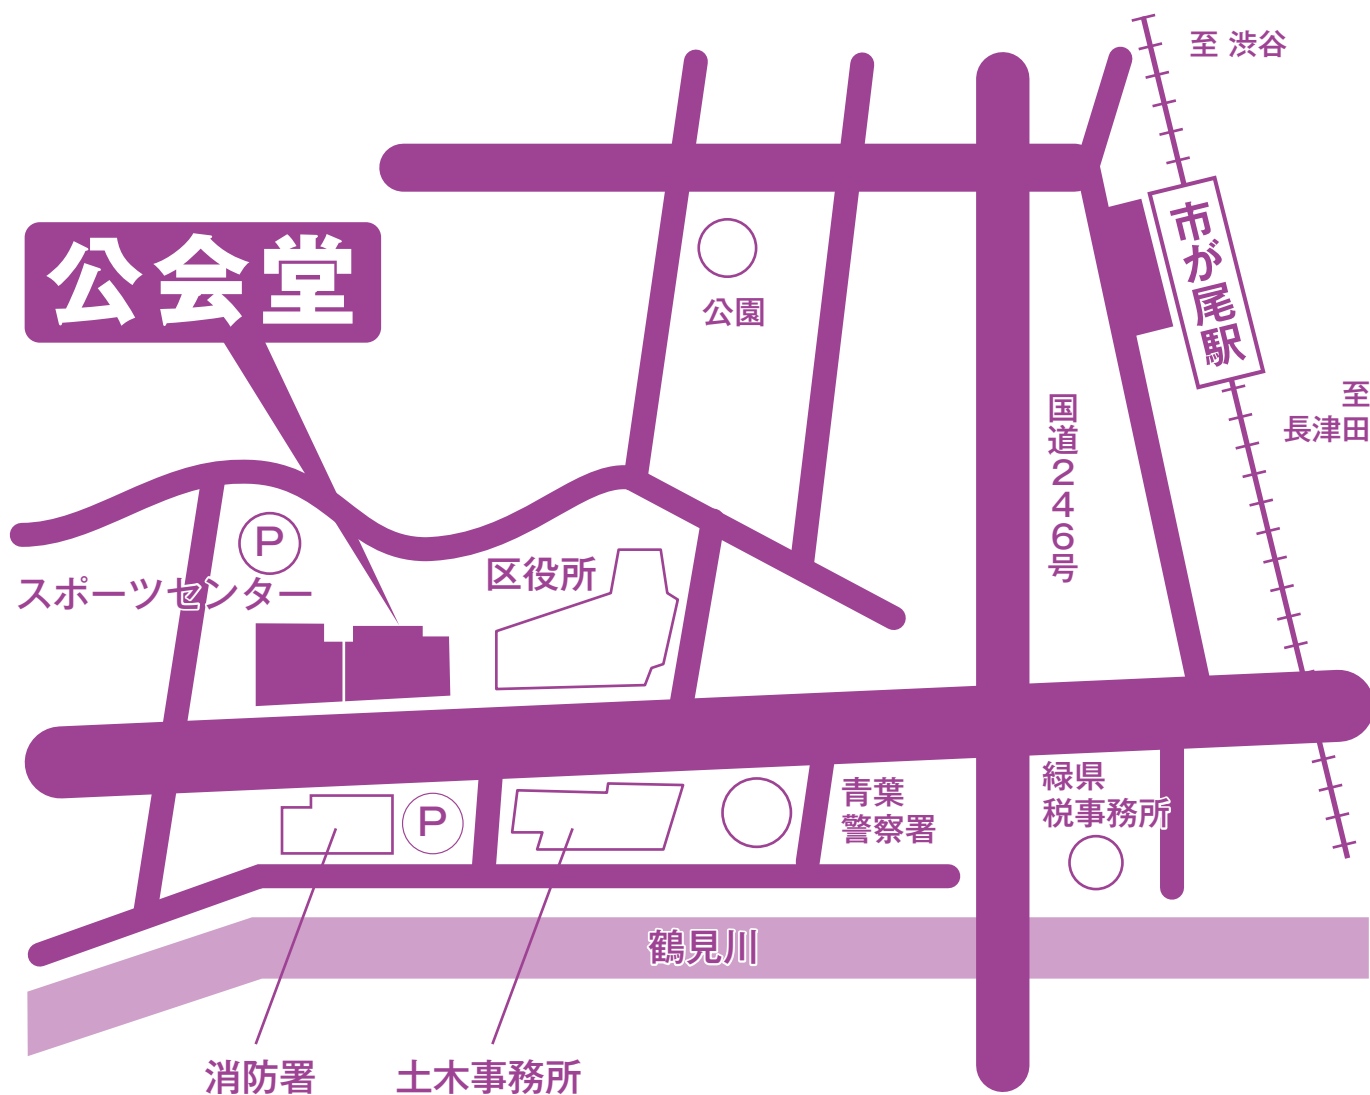 至 渋谷
市が尾駅
公会堂
公園
至
長津田
国道246号
P
スポーツセンター
区役所
緑県
税事務所
青葉
警察署
P
鶴見川
消防署
土木事務所